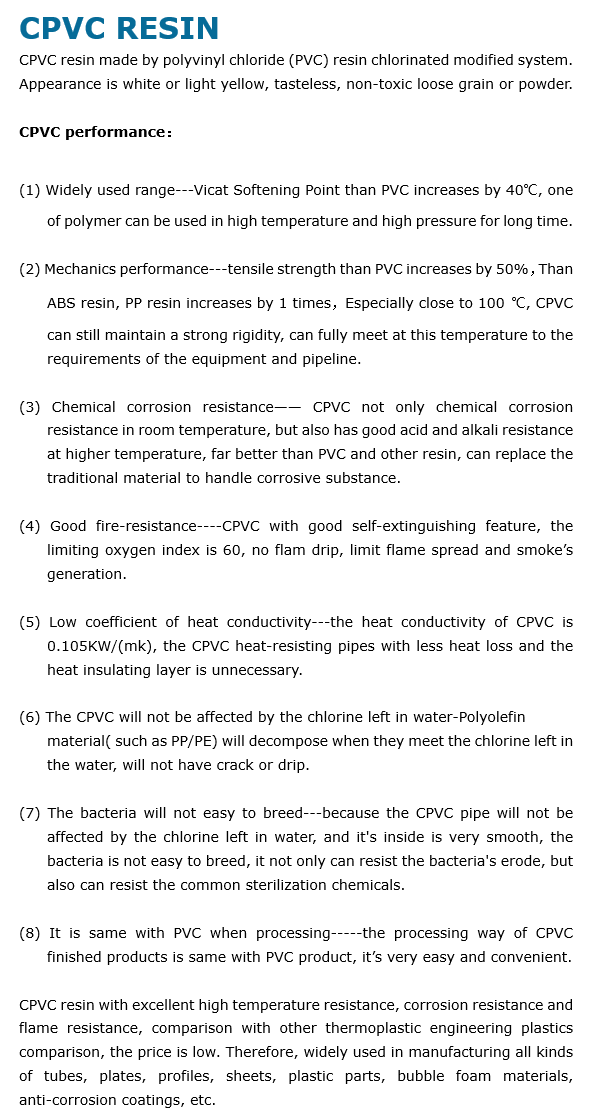 CPVC RESIN
CPVC resin made by polyvinyl chloride (PVC) resin chlorinated modified system.
Appearance is white or light yellow, tasteless, non-toxic loose grain or powder.
CPVC performance：
(1) Widely used range---Vicat Softening Point than PVC increases by 40℃, one
of polymer can be used in high temperature and high pressure for long time.
(2) Mechanics performance---tensile strength than PVC increases by 50%，Than
ABS resin, PP resin increases by 1 times，Especially close to 100 ℃, CPVC
can still maintain a strong rigidity, can fully meet at this temperature to the
requirements of the equipment and pipeline.
(3) Chemical corrosion resistance—— CPVC not only chemical corrosion
resistance in room temperature, but also has good acid and alkali resistance
at higher temperature, far better than PVC and other resin, can replace the
traditional material to handle corrosive substance.
(4) Good fire-resistance----CPVC with good self-extinguishing feature, the
limiting oxygen index is 60, no flam drip, limit flame spread and smoke’s
generation.
(5) Low coefficient of heat conductivity---the heat conductivity of CPVC is
0.105KW/(mk), the CPVC heat-resisting pipes with less heat loss and the
heat insulating layer is unnecessary.
(6) The CPVC will not be affected by the chlorine left in water-Polyolefin
material( such as PP/PE) will decompose when they meet the chlorine left in
the water, will not have crack or drip.
(7) The bacteria will not easy to breed---because the CPVC pipe will not be
affected by the chlorine left in water, and it's inside is very smooth, the
bacteria is not easy to breed, it not only can resist the bacteria's erode, but
also can resist the common sterilization chemicals.
(8) It is same with PVC when processing-----the processing way of CPVC
finished products is same with PVC product, it’s very easy and convenient.
CPVC resin with excellent high temperature resistance, corrosion resistance and
flame resistance, comparison with other thermoplastic engineering plastics
comparison, the price is low. Therefore, widely used in manufacturing all kinds
of tubes, plates, profiles, sheets, plastic parts, bubble foam materials,
anti-corrosion coatings, etc.